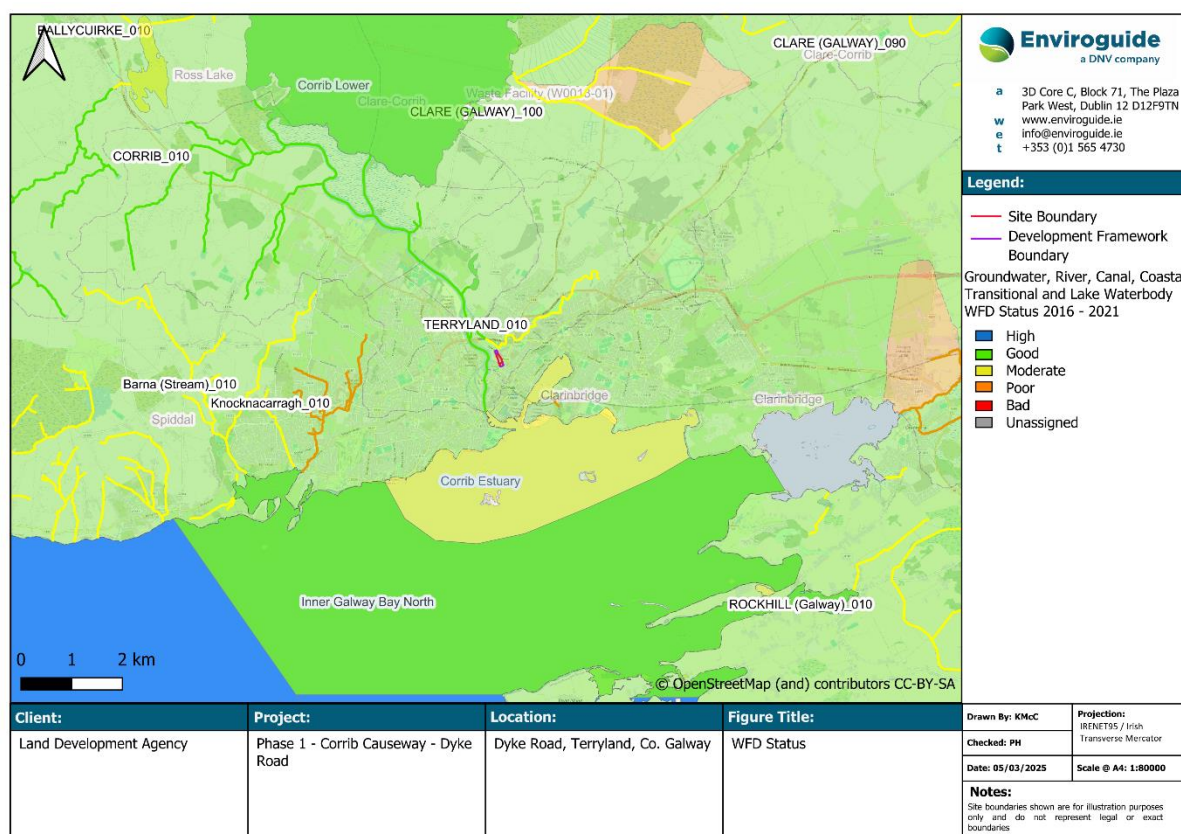 BALLYCUIRKE_010
Ross Lake
Corrib Lower
Clare-Corrib
CLARE (GALWAY)_090
Clare-Corrib
Waste Facility (W0013-01)
CLARE (GALWAY)_100
CORRIB_010
TERRYLAND_010
Barna (Stream)_010
Knocknacarragh_010
Spiddal
Clarinbridge
Clarinbridge
Corrib Estuary
Inner Galway Bay North
ROCKHILL (Galway)_010
0 1 2 km
© OpenStreetMap (and) contributors CC-BY-SA
Enviroguide
a DNV company
a 3D Core C, Block 71, The Plaza
Park West, Dublin 12 D12F9TN
w www.enviroguide.ie
e info@enviroguide.ie
t +353 (0)1 565 4730
Legend:
Site Boundary
Development Framework
Boundary
Groundwater, River, Canal, Coasta
Transitional and Lake Waterbody
WFD Status 2016 - 2021
High
Good
Moderate
Poor
Bad
Unassigned
Client:
Land Development Agency
Project:
Phase 1 - Corrib Causeway - Dyke
Road
Location:
Dyke Road, Terryland, Co. Galway
Figure Title:
WFD Status
Drawn By: KMcC
Checked: PH
Date: 05/03/2025
Projection:
IRENET95 / Irish
Transverse Mercator
Scale @ A4: 1:80000
Notes:
Site boundaries shown are for illustration purposes
only and do not represent legal or exact
boundaries